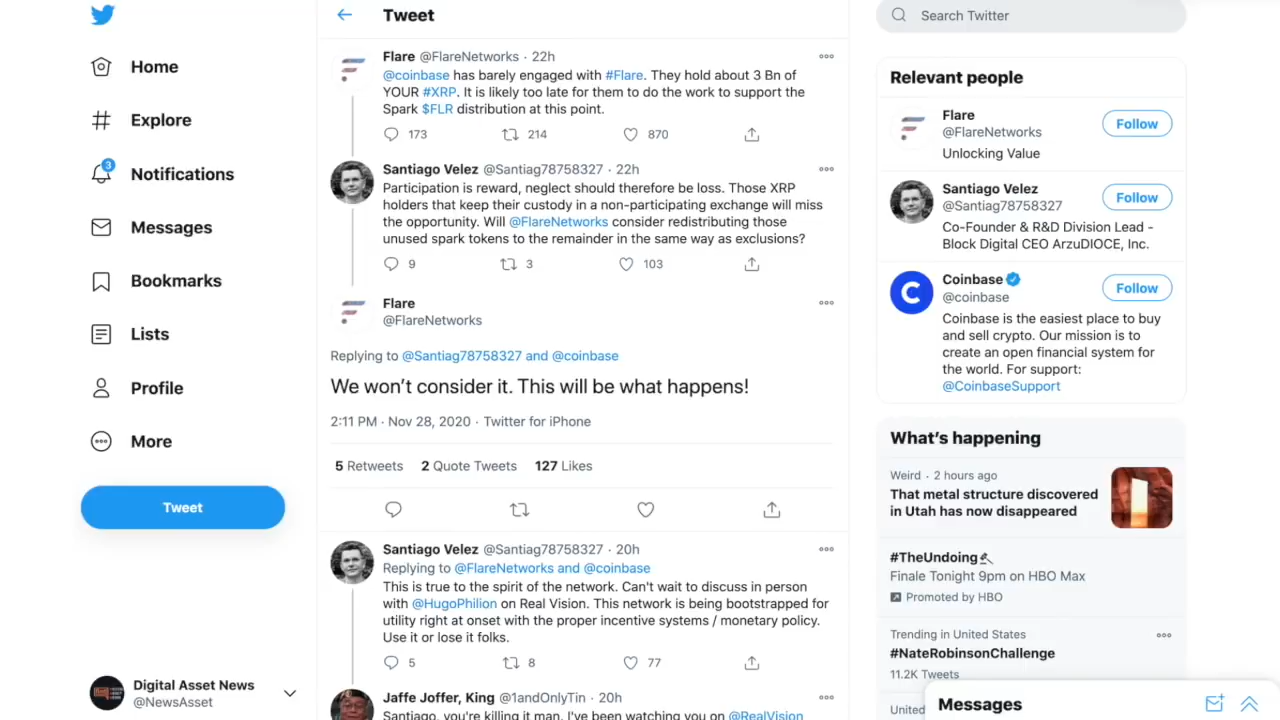 Home
Explore
3
Notifications
Messages
Bookmarks
Lists
Profile
More
Tweet
Digital Asset News
@NewsAsset
Tweet
Flare @FlareNetworks · 22h
@coinbase has barely engaged with #Flare. They hold about 3 Bn of
YOUR #XRP. It is likely too late for them to do the work to support the
Spark $FLR distribution at this point.
173 214 870
Santiago Velez @Santiag78758327 · 22h
Participation is reward, neglect should therefore be loss. Those XRP
holders that keep their custody in a non-participating exchange will miss
the opportunity. Will @FlareNetworks consider redistributing those
unused spark tokens to the remainder in the same way as exclusions?
9 3 103
Flare
@FlareNetworks
Replying to @Santiag78758327 and @coinbase
We won’t consider it. This will be what happens!
2:11 PM · Nov 28, 2020 · Twitter for iPhone
5 Retweets 2 Quote Tweets 127 Likes
Santiago Velez @Santiag78758327 · 20h
Replying to @FlareNetworks and @coinbase
This is true to the spirit of the network. Can't wait to discuss in person
with @HugoPhilion on Real Vision. This network is being bootstrapped for
utility right at onset with the proper incentive systems / monetary policy.
Use it or lose it folks.
5 8 77
Jaffe Joffer, King @1andOnlyTin · 20h
Santiago, you're killing it man. I've been watching you on @RealVision
Search Twitter
Relevant people
Flare
@FlareNetworks
Follow
Unlocking Value
Santiago Velez
@Santiag78758327
Follow
Co-Founder & R&D Division Lead -
Block Digital CEO ArzuDIOCE, Inc.
Coinbase
@coinbase
Follow
Coinbase is the easiest place to buy
and sell crypto. Our mission is to
create an open financial system for
the world. For support:
@CoinbaseSupport
What’s happening
Weird · 2 hours ago
That metal structure discovered
in Utah has now disappeared
#TheUndoing
Finale Tonight 9pm on HBO Max
Promoted by HBO
Trending in United States
#NateRobinsonChallenge
11.2K Tweets
United
Messages